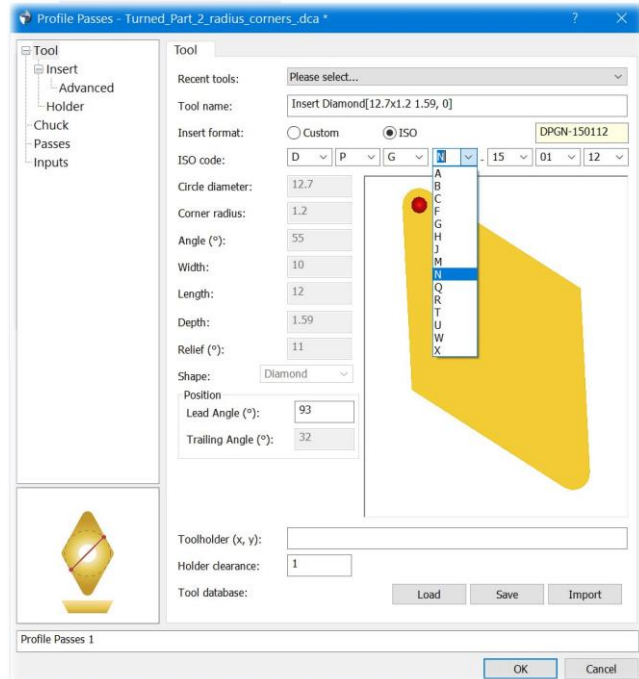 Profile Passes - Turned_Part_2_radius_corners_.dca * ? ×
Tool
Insert
Advanced
Holder
Chuck
Passes
Inputs
Tool
Recent tools: Please select...
Tool name: Insert Diamond[12.7x1.2 1.59, 0]
Insert format: Custom ISO DPGN-150112
ISO code: D P G N - 15 01 12
A
B
C
F
G
H
J
M
N
Q
R
T
U
W
X
Circle diameter: 12.7
Corner radius: 1.2
Angle (º): 55
Width: 10
Length: 12
Depth: 1.59
Relief (º): 11
Shape: Diamond
Position
Lead Angle (º): 93
Trailing Angle (º): 32
Toolholder (x, y):
Holder clearance: 1
Tool database: Load Save Import
Profile Passes 1
OK Cancel